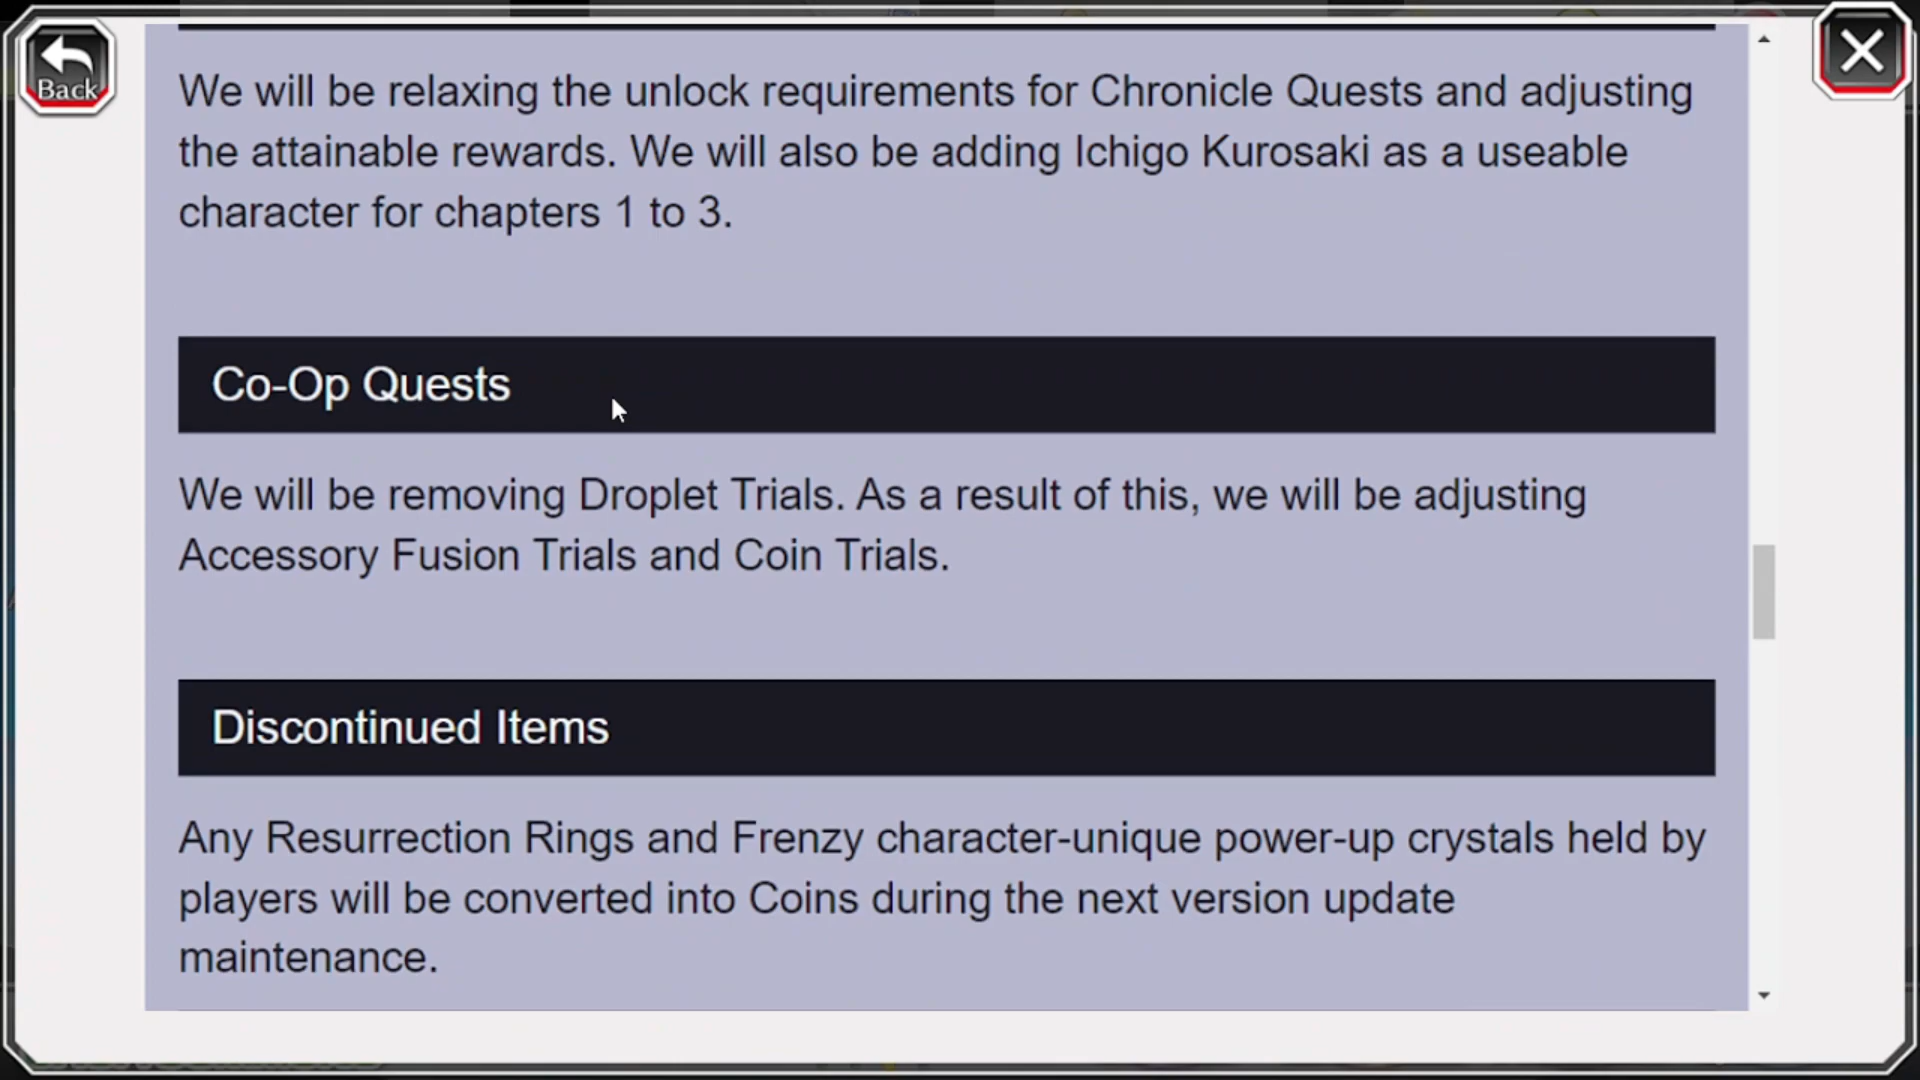 Back
We will be relaxing the unlock requirements for Chronicle Quests and adjusting
the attainable rewards. We will also be adding Ichigo Kurosaki as a useable
character for chapters 1 to 3.
Co-Op Quests
We will be removing Droplet Trials. As a result of this, we will be adjusting
Accessory Fusion Trials and Coin Trials.
Discontinued Items
Any Resurrection Rings and Frenzy character-unique power-up crystals held by
players will be converted into Coins during the next version update
maintenance.